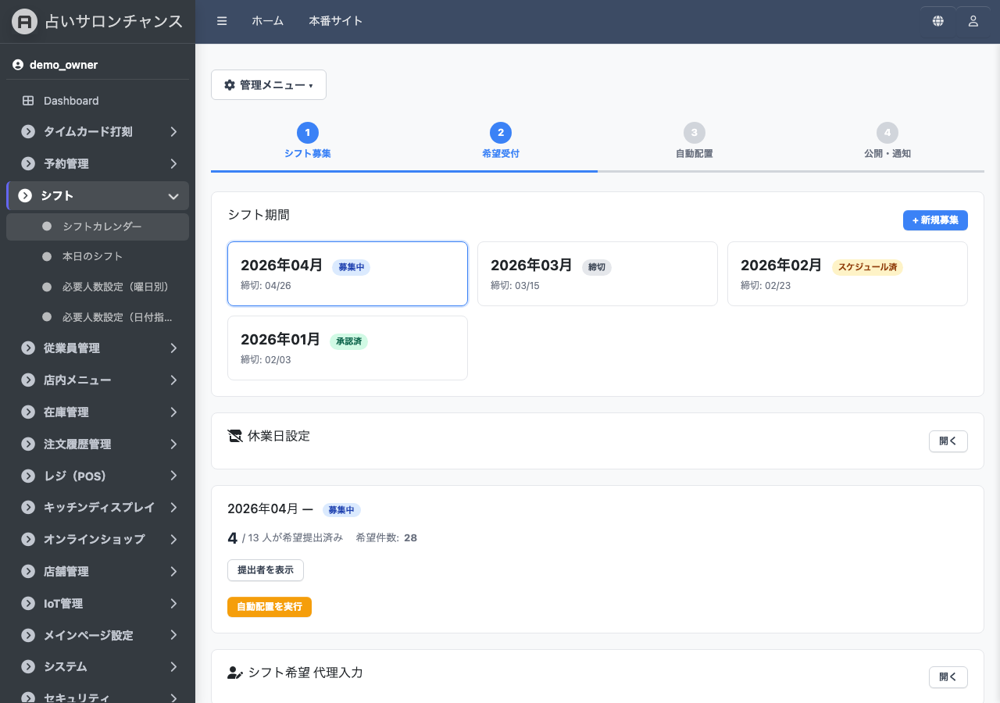 占いサロンチャンス
ホーム
本番サイト
demo_owner
Dashboard
タイムカード打刻
予約管理
シフト
シフトカレンダー
本日のシフト
必要人数設定（曜日別）
必要人数設定（日付指...
従業員管理
店内メニュー
在庫管理
注文履歴管理
レジ（POS）
キッチンディスプレイ
オンラインショップ
店舗管理
IoT管理
メインページ設定
システム
セキュリティ
管理メニュー ▾
1
シフト募集
2
希望受付
3
自動配置
4
公開・通知
シフト期間
+ 新規募集
2026年04月 募集中
締切: 04/26
2026年03月 締切
締切: 03/15
2026年02月 スケジュール済
締切: 02/23
2026年01月 承認済
締切: 02/03
休業日設定
開く
2026年04月 — 募集中
4 / 13 人が希望提出済み 希望件数: 28
提出者を表示
自動配置を実行
シフト希望 代理入力
開く